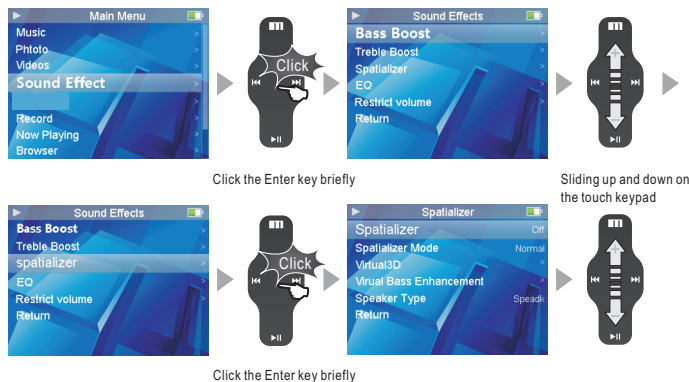 Main Menu
Music
Phtoto
Videos
Sound Effect
Record
Now Playing
Browser
Click
Sound Effects
Bass Boost
Treble Boost
Spatializer
EQ
Restrict volume
Return
Click the Enter key briefly
Sliding up and down on
the touch keypad
Sound Effects
Bass Boost
Treble Boost
spatializer
EQ
Restrict volume
Return
Click
Spatializer
Spatializer Off
Spatializer Mode Normal
Virtual3D
Virual Bass Enhancement
Speaker Type Speadk
Return
Click the Enter key briefly